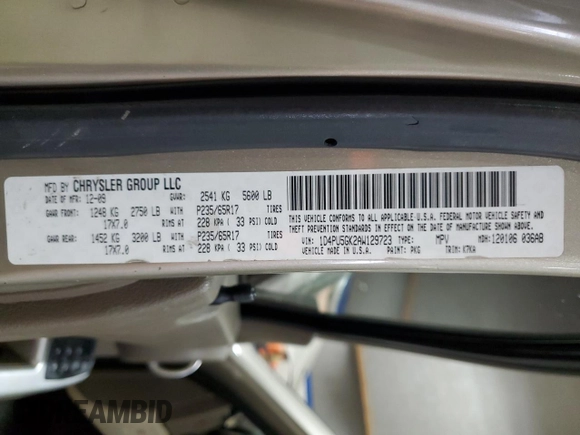 MFD BY CHRYSLER GROUP LLC
DATE OF MFR: 12-09 GVWR: 2541 KG 5600 LB
GAWR FRONT: 1248 KG 2750 LB WITH P235/65R17 TIRES
17X7.0 RIMS AT 228 KPA ( 33 PSI) COLD
GAWR REAR: 1452 KG 3200 LB WITH P235/65R17 TIRES
17X7.0 RIMS AT 228 KPA ( 33 PSI) COLD
THIS VEHICLE CONFORMS TO ALL APPLICABLE U.S.A. FEDERAL MOTOR VEHICLE SAFETY AND
THEFT PREVENTION STANDARDS IN EFFECT ON THE DATE OF MANUFACTURE SHOWN ABOVE.
VIN: 1D4PU5GK2AW129723 TYPE: MPV MDH: 120106 036AB
VEHICLE MADE IN U.S.A. PAINT: PKG TRIM: K7KA
DREAMBID